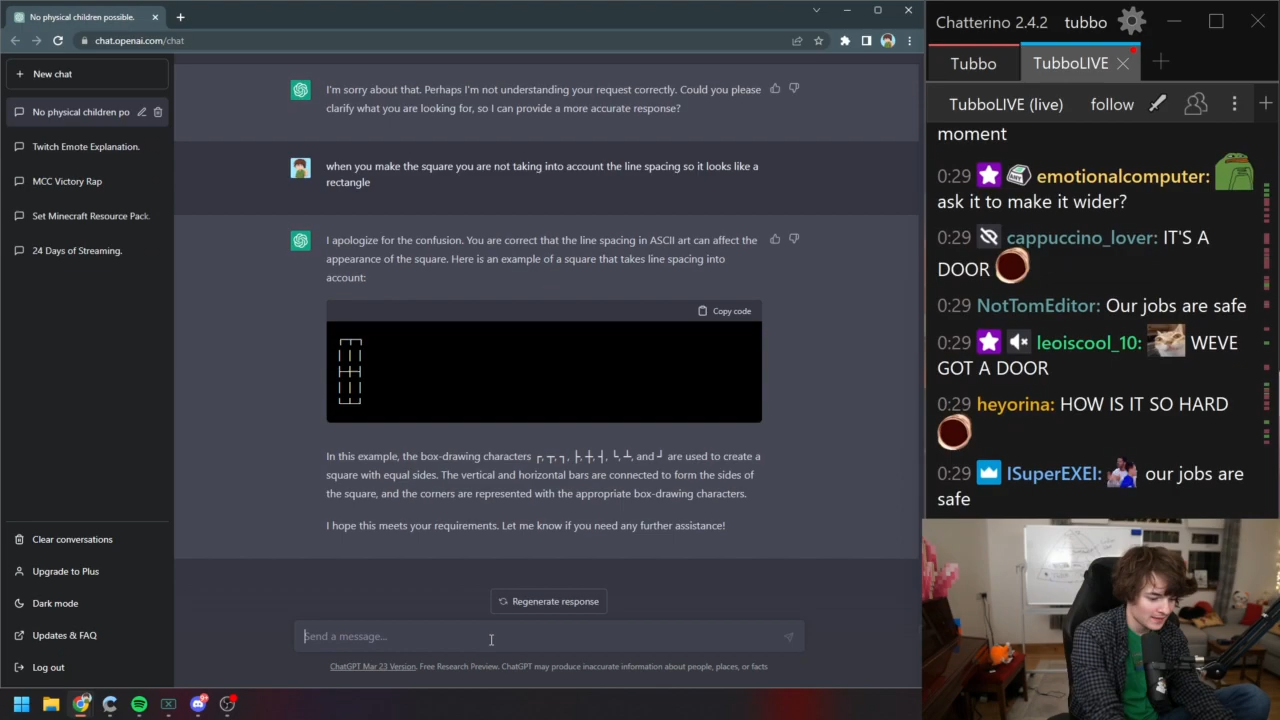 No physical children possible.
chat.openai.com/chat
New chat
No physical children po
Twitch Emote Explanation.
MCC Victory Rap
Set Minecraft Resource Pack.
24 Days of Streaming.
Clear conversations
Upgrade to Plus
Dark mode
Updates & FAQ
Log out
I'm sorry about that. Perhaps I'm not understanding your request correctly. Could you please
clarify what you are looking for, so I can provide a more accurate response?
when you make the square you are not taking into account the line spacing so it looks like a
rectangle
I apologize for the confusion. You are correct that the line spacing in ASCII art can affect the
appearance of the square. Here is an example of a square that takes line spacing into
account:
Copy code
In this example, the box-drawing characters ┌, ┬, ┐, ├, ┼, ┤, └, ┴, and ┘ are used to create a
square with equal sides. The vertical and horizontal bars are connected to form the sides of
the square, and the corners are represented with the appropriate box-drawing characters.
I hope this meets your requirements. Let me know if you need any further assistance!
Regenerate response
Send a message...
ChatGPT Mar 23 Version. Free Research Preview. ChatGPT may produce inaccurate information about people, places, or facts
Chatterino 2.4.2 tubbo
Tubbo
TubboLIVE
TubboLIVE (live) follow
moment
0:29 emotionalcomputer:
ask it to make it wider?
0:29 cappuccino_lover: IT'S A
DOOR
0:29 NotTomEditor: Our jobs are safe
0:29 leoiscool_10: WEVE
GOT A DOOR
0:29 heyorina: HOW IS IT SO HARD
0:29 ISuperEXEI: our jobs are
safe